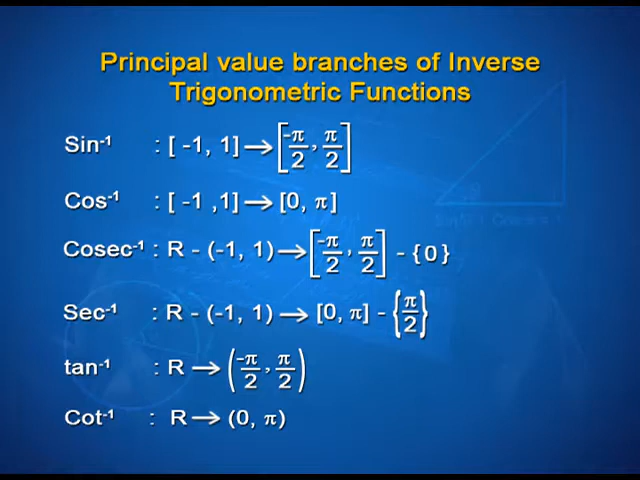 Principal value branches of Inverse
Trigonometric Functions
Sin⁻¹ : [ -1, 1] → [-π/2, π/2]
Cos⁻¹ : [ -1 ,1] → [0, π]
Cosec⁻¹ : R - (-1, 1) → [-π/2, π/2] - {0}
Sec⁻¹ : R - (-1, 1) → [0, π] - {π/2}
tan⁻¹ : R → (-π/2, π/2)
Cot⁻¹ : R → (0, π)